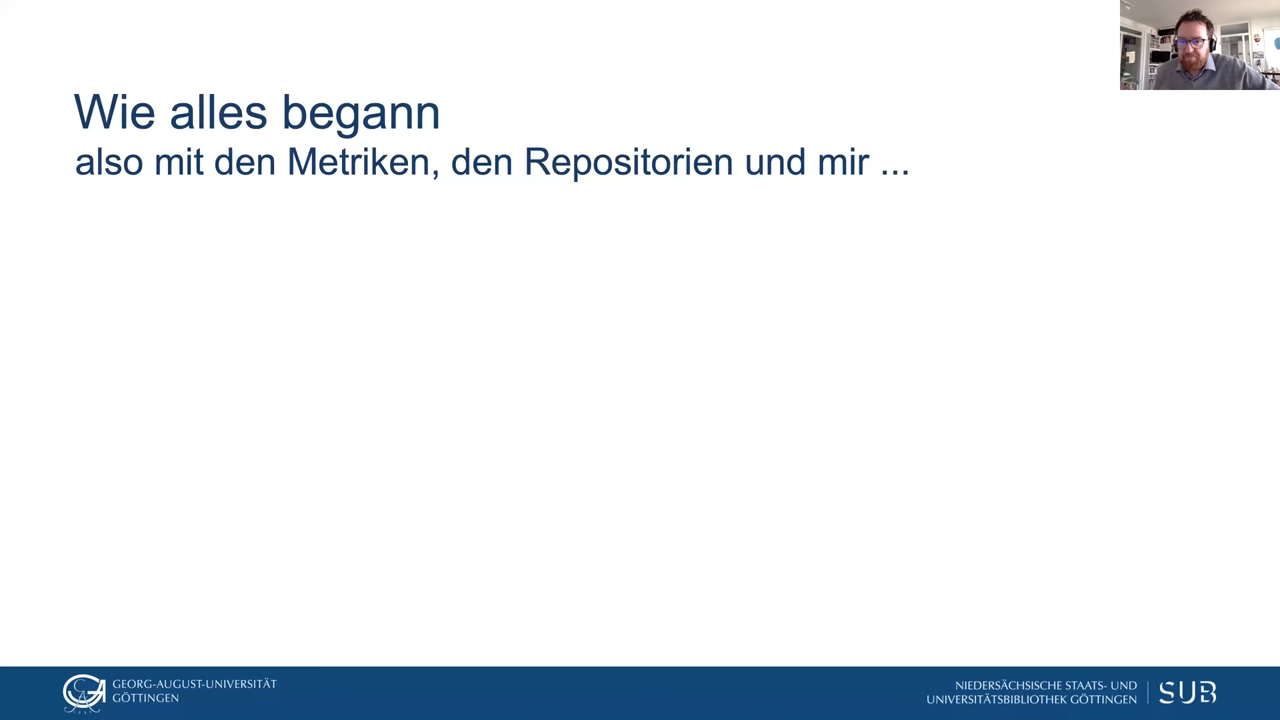 Wie alles begann
also mit den Metriken, den Repositorien und mir ...
GEORG-AUGUST-UNIVERSITÄT
GÖTTINGEN
NIEDERSÄCHSISCHE STAATS- UND
UNIVERSITÄTSBIBLIOTHEK GÖTTINGEN
SUB